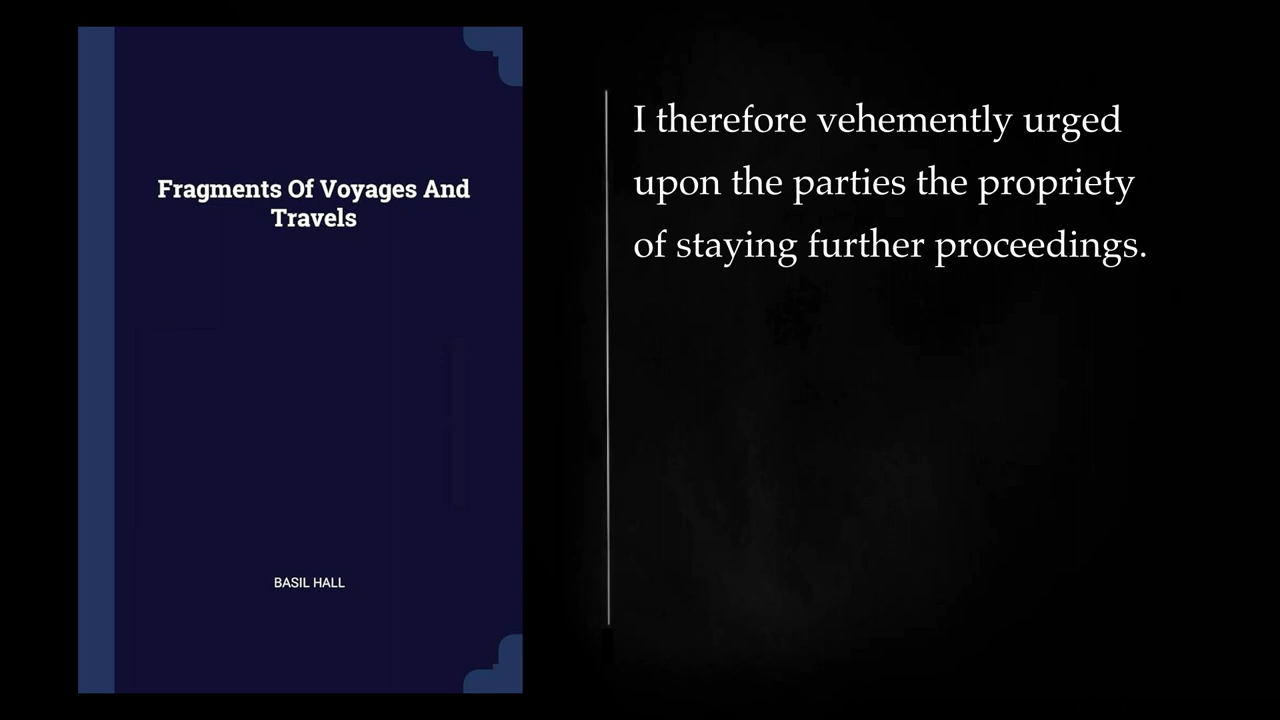 Fragments Of Voyages And
Travels
BASIL HALL
I therefore vehemently urged
upon the parties the propriety
of staying further proceedings.